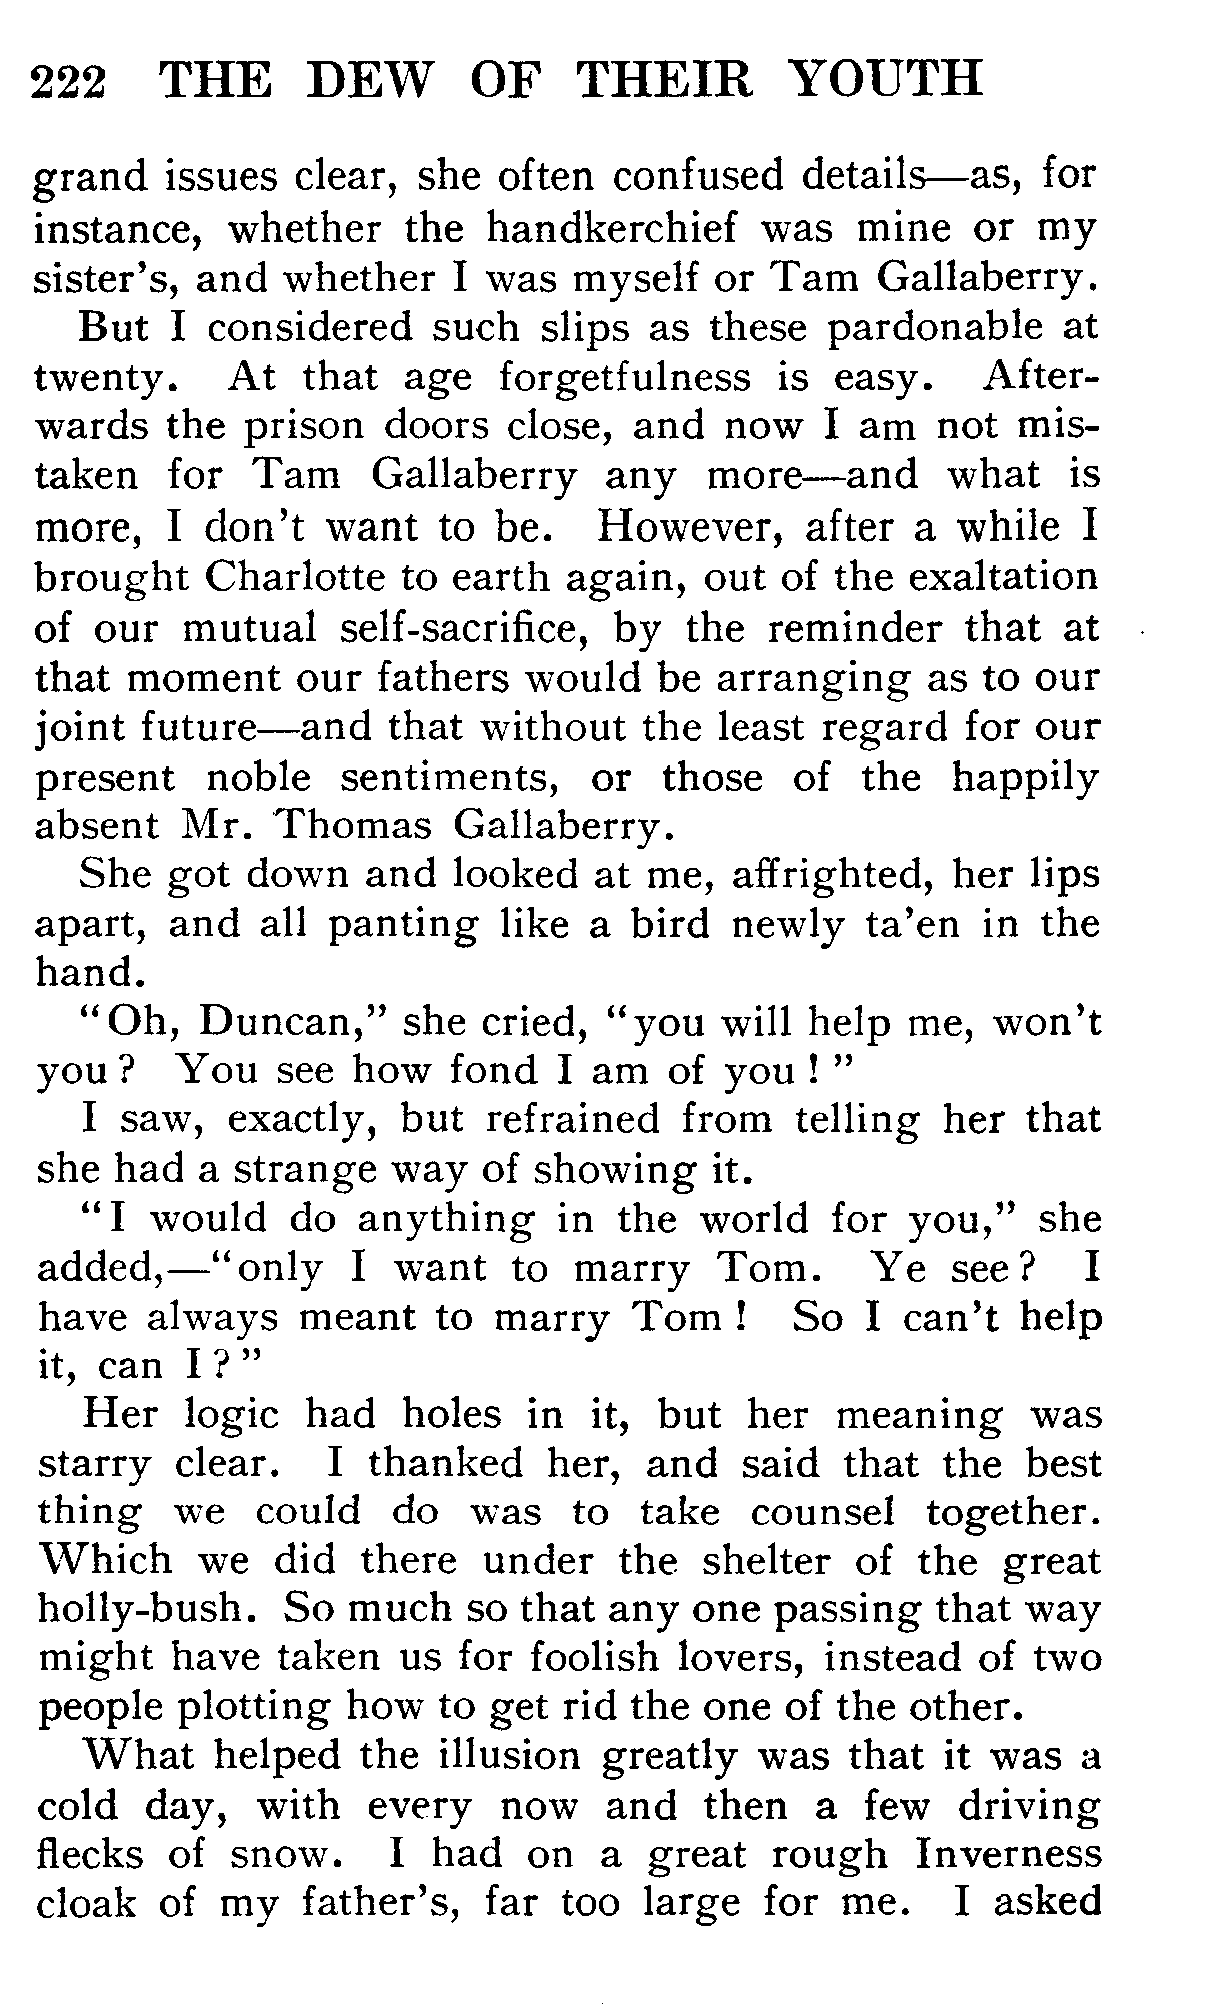 222 THE DEW OF THEIR YOUTH
grand issues clear, she often confused details—as, for
instance, whether the handkerchief was mine or my
sister's, and whether I was myself or Tam Gallaberry.
But I considered such slips as these pardonable at
twenty. At that age forgetfulness is easy. After-
wards the prison doors close, and now I am not mis-
taken for Tam Gallaberry any more—and what is
more, I don't want to be. However, after a while I
brought Charlotte to earth again, out of the exaltation
of our mutual self-sacrifice, by the reminder that at
that moment our fathers would be arranging as to our
joint future—and that without the least regard for our
present noble sentiments, or those of the happily
absent Mr. Thomas Gallaberry.
She got down and looked at me, affrighted, her lips
apart, and all panting like a bird newly ta'en in the
hand.
"Oh, Duncan," she cried, "you will help me, won't
you? You see how fond I am of you!"
I saw, exactly, but refrained from telling her that
she had a strange way of showing it.
"I would do anything in the world for you," she
added,—"only I want to marry Tom. Ye see? I
have always meant to marry Tom! So I can't help
it, can I?"
Her logic had holes in it, but her meaning was
starry clear. I thanked her, and said that the best
thing we could do was to take counsel together.
Which we did there under the shelter of the great
holly-bush. So much so that any one passing that way
might have taken us for foolish lovers, instead of two
people plotting how to get rid the one of the other.
What helped the illusion greatly was that it was a
cold day, with every now and then a few driving
flecks of snow. I had on a great rough Inverness
cloak of my father's, far too large for me. I asked